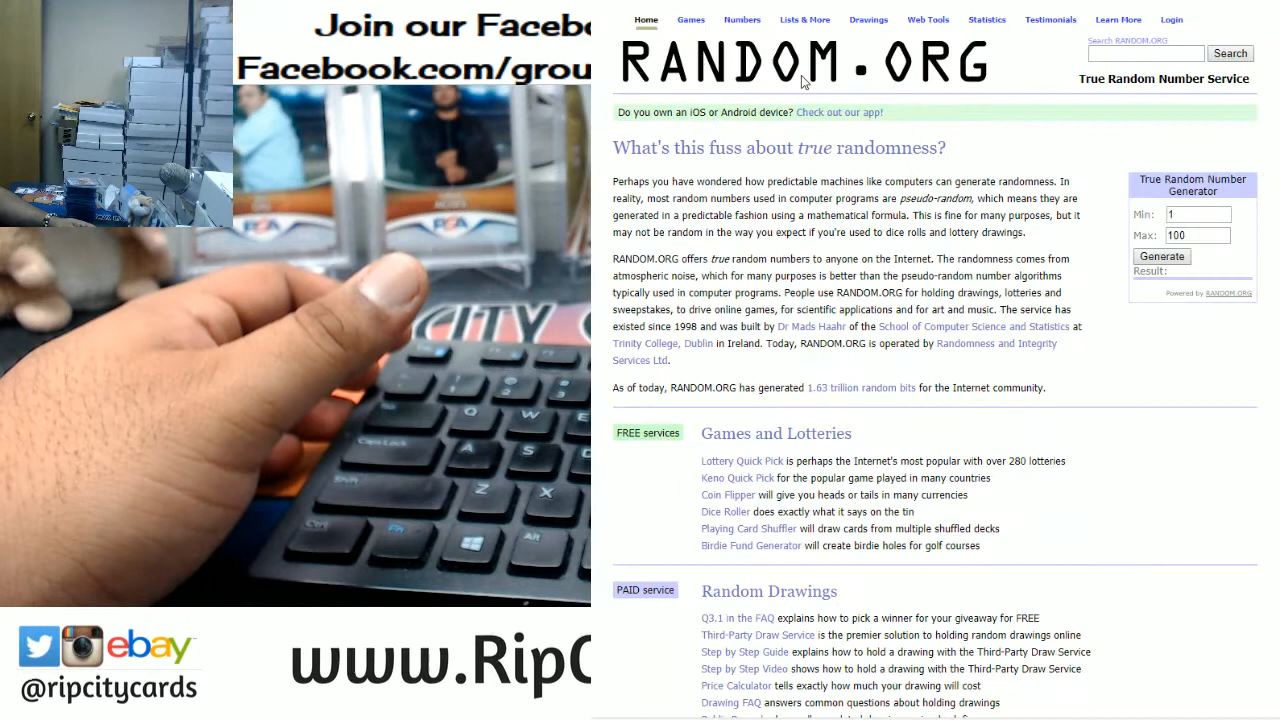 Join our Facebo
Facebook.com/grou
CITY
Q W E
CapsLock A S D
Shift Z X
Ctrl Fn Alt
ebay
@ripcitycards
www.RipC
Home Games Numbers Lists & More Drawings Web Tools Statistics Testimonials Learn More Login
RANDOM.ORG
Search RANDOM.ORG
Search
True Random Number Service
Do you own an iOS or Android device? Check out our app!
What's this fuss about true randomness?
Perhaps you have wondered how predictable machines like computers can generate randomness. In
reality, most random numbers used in computer programs are pseudo-random, which means they are
generated in a predictable fashion using a mathematical formula. This is fine for many purposes, but it
may not be random in the way you expect if you're used to dice rolls and lottery drawings.
RANDOM.ORG offers true random numbers to anyone on the Internet. The randomness comes from
atmospheric noise, which for many purposes is better than the pseudo-random number algorithms
typically used in computer programs. People use RANDOM.ORG for holding drawings, lotteries and
sweepstakes, to drive online games, for scientific applications and for art and music. The service has
existed since 1998 and was built by Dr Mads Haahr of the School of Computer Science and Statistics at
Trinity College, Dublin in Ireland. Today, RANDOM.ORG is operated by Randomness and Integrity
Services Ltd.
As of today, RANDOM.ORG has generated 1.63 trillion random bits for the Internet community.
True Random Number
Generator
Min: 1
Max: 100
Generate
Result:
Powered by RANDOM.ORG
FREE services
Games and Lotteries
Lottery Quick Pick is perhaps the Internet's most popular with over 280 lotteries
Keno Quick Pick for the popular game played in many countries
Coin Flipper will give you heads or tails in many currencies
Dice Roller does exactly what it says on the tin
Playing Card Shuffler will draw cards from multiple shuffled decks
Birdie Fund Generator will create birdie holes for golf courses
PAID service
Random Drawings
Q3.1 in the FAQ explains how to pick a winner for your giveaway for FREE
Third-Party Draw Service is the premier solution to holding random drawings online
Step by Step Guide explains how to hold a drawing with the Third-Party Draw Service
Step by Step Video shows how to hold a drawing with the Third-Party Draw Service
Price Calculator tells exactly how much your drawing will cost
Drawing FAQ answers common questions about holding drawings